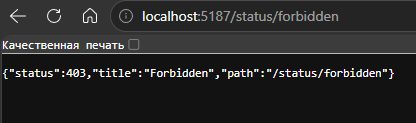 localhost:5187/status/forbidden
Качественная печать
{"status":403,"title":"Forbidden","path":"/status/forbidden"}